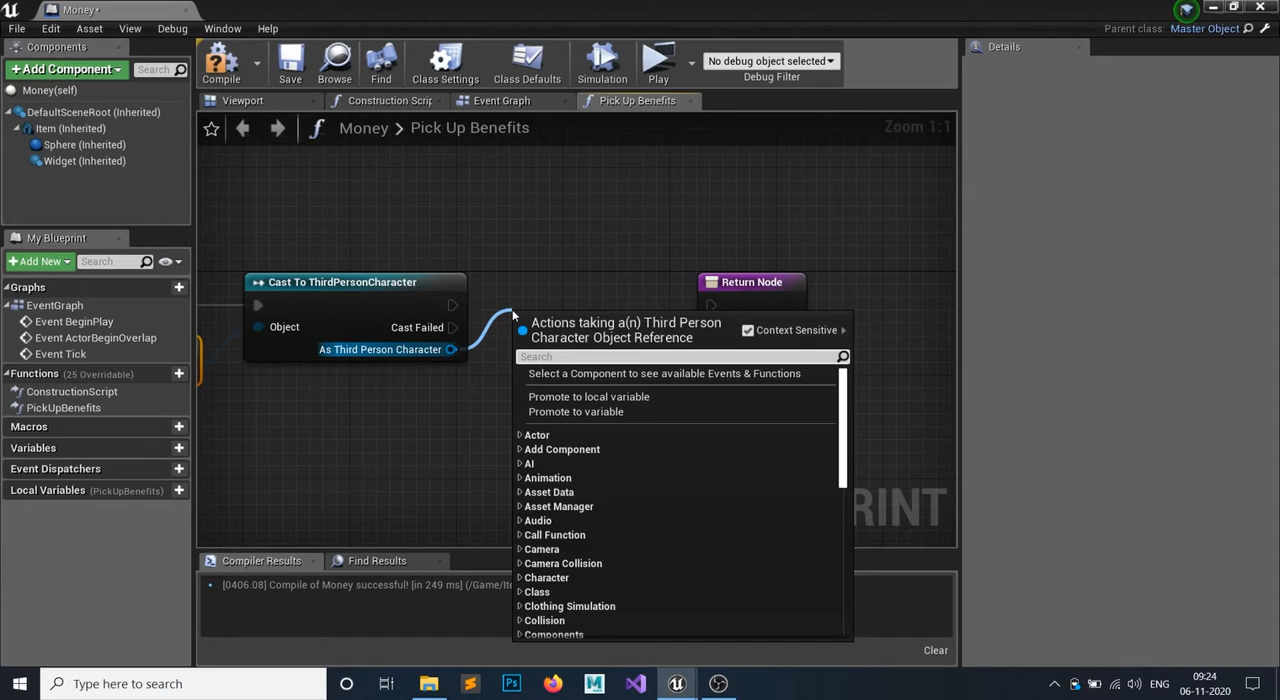 Money*
File Edit Asset View Debug Window Help
Parent class: Master Object
Components
Details
+Add Component
Search
Compile
Save
Browse
Find
Class Settings
Class Defaults
Simulation
Play
No debug object selected
Debug Filter
Money(self)
Viewport
Construction Scrip
Event Graph
Pick Up Benefits
DefaultSceneRoot (Inherited)
Item (Inherited)
Sphere (Inherited)
Widget (Inherited)
Money > Pick Up Benefits
Zoom 1:1
My Blueprint
+Add New
Search
Graphs
EventGraph
Event BeginPlay
Event ActorBeginOverlap
Event Tick
Functions (25 Overridable)
ConstructionScript
PickUpBenefits
Macros
Variables
Event Dispatchers
Local Variables (PickUpBenefits)
Cast To ThirdPersonCharacter
Object
Cast Failed
As Third Person Character
Return Node
Actions taking a(n) Third Person
Character Object Reference
Context Sensitive
Search
Select a Component to see available Events & Functions
Promote to local variable
Promote to variable
Actor
Add Component
AI
Animation
Asset Data
Asset Manager
Audio
Call Function
Camera
Camera Collision
Character
Class
Clothing Simulation
Collision
Components
RINT
Compiler Results
Find Results
[0406.08] Compile of Money successful! [in 249 ms] (/Game/Ite
Clear
Type here to search
Ps
ENG
09:24
06-11-2020